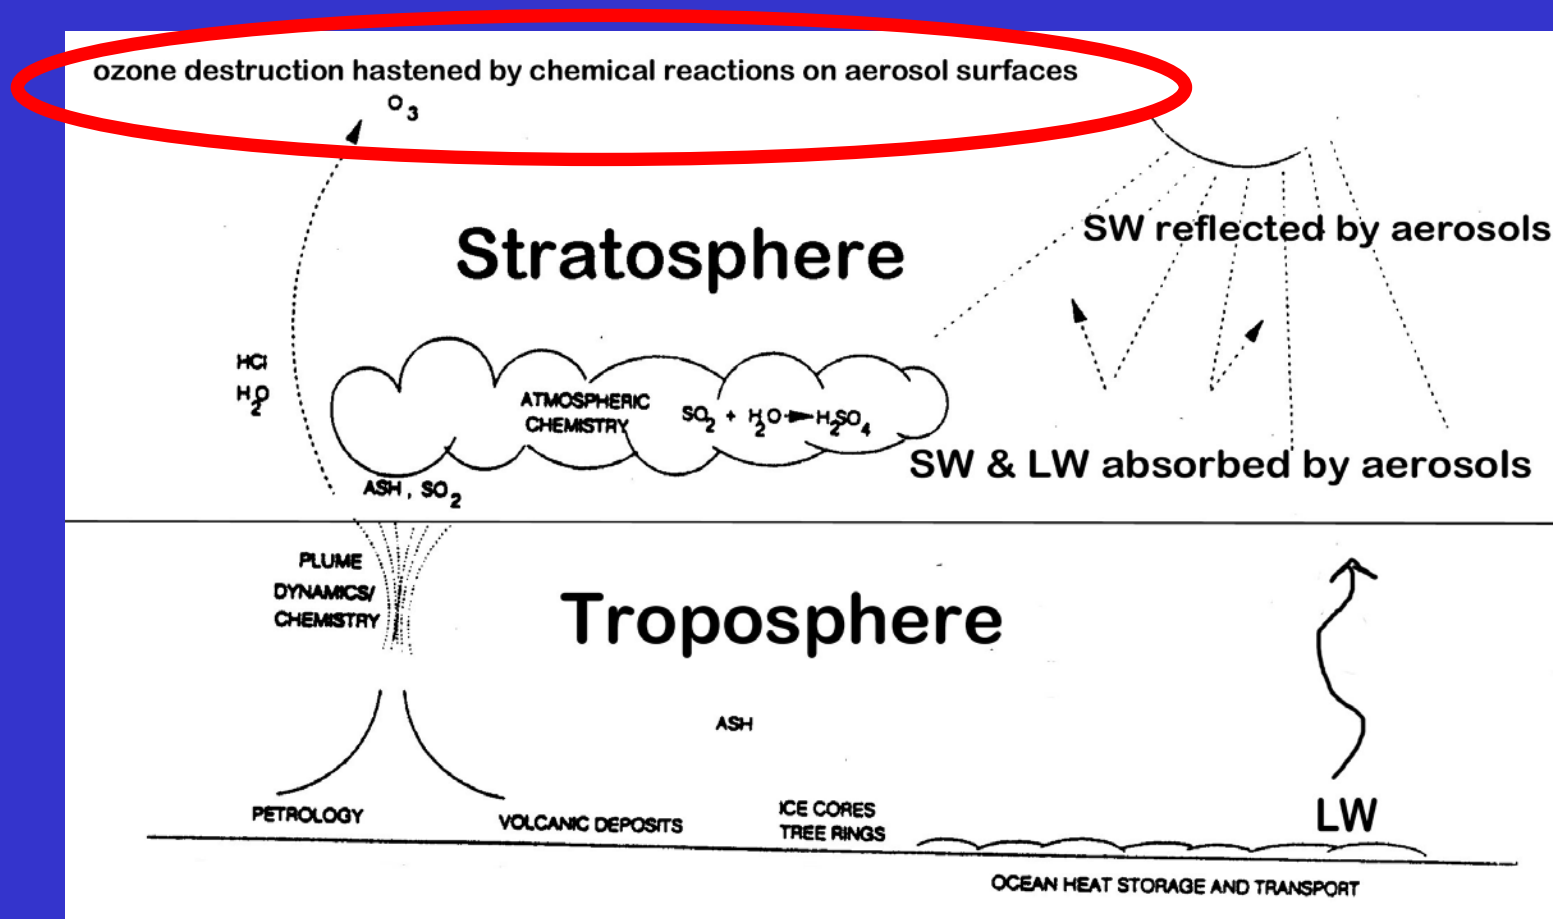 ozone destruction hastened by chemical reactions on aerosol surfaces
O3
Stratosphere
SW reflected by aerosols
HCl
H2O
ATMOSPHERIC
CHEMISTRY
SO2 + H2O → H2SO4
SW & LW absorbed by aerosols
ASH, SO2
PLUME
DYNAMICS/
CHEMISTRY
Troposphere
ASH
PETROLOGY
VOLCANIC DEPOSITS
ICE CORES
TREE RINGS
LW
OCEAN HEAT STORAGE AND TRANSPORT